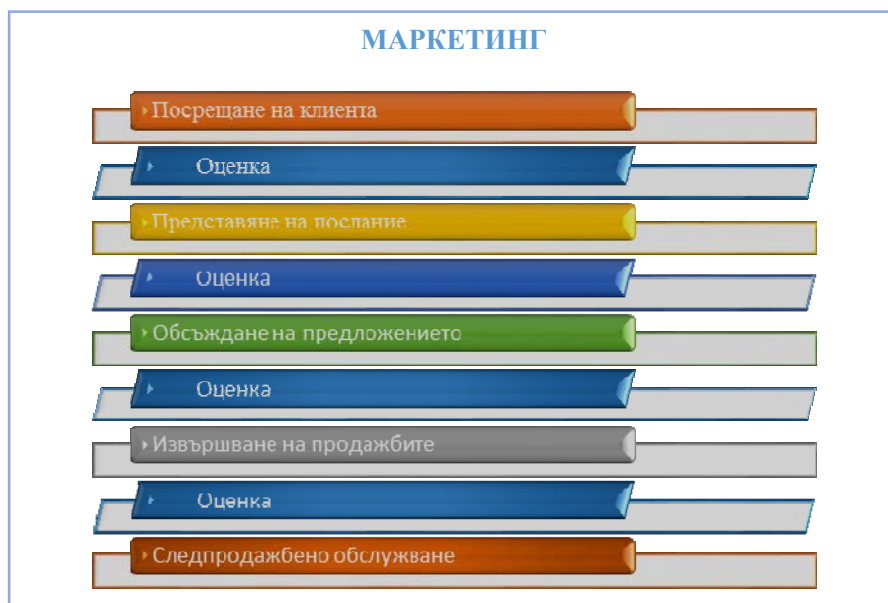 МАРКЕТИНГ
Посрещане на клиента
Оценка
Представяне на послание
Оценка
Обсъждане на предложението
Оценка
Извършване на продажбите
Оценка
Следпродажбено обслужване